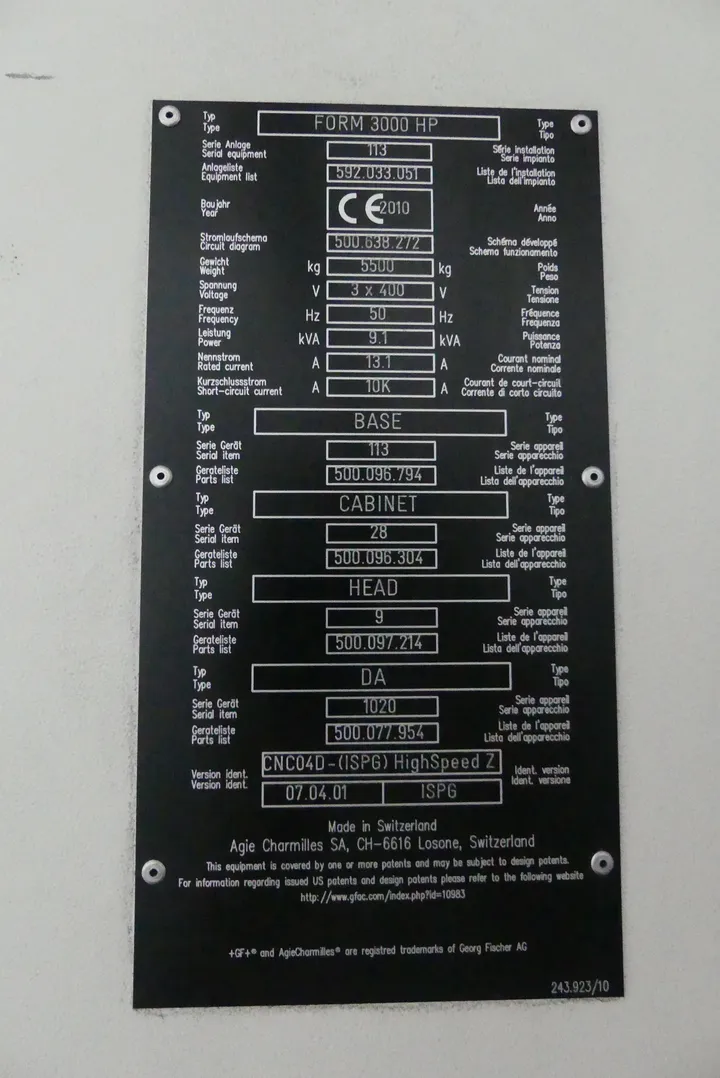 Typ
Type FORM 3000 HP Type
Tipo
Serie Anlage
Serial equipment 113 Série installation
Serie impianto
Anlageliste
Equipment list 592.033.051 Liste de l'installation
Lista dell'impianto
Baujahr
Year CE 2010 Année
Anno
Stromlaufschema
Circuit diagram 500.638.272 Schéma développé
Schema funzionamento
Gewicht
Weight kg 5500 kg Poids
Peso
Spannung
Voltage V 3 x 400 V Tension
Tensione
Frequenz
Frequency Hz 50 Hz Fréquence
Frequenza
Leistung
Power kVA 9.1 kVA Puissance
Potenza
Nennstrom
Rated current A 13.1 A Courant nominal
Corrente nominale
Kurzschlussstrom
Short-circuit current A 10K A Courant de court-circuit
Corrente di corto circuito
Typ
Type BASE Type
Tipo
Serie Gerät
Serial item 113 Serie appareil
Serie apparecchio
Gerateliste
Parts list 500.096.794 Liste de l'appareil
Lista dell'apparecchio
Typ
Type CABINET Type
Tipo
Serie Gerät
Serial item 28 Serie appareil
Serie apparecchio
Gerateliste
Parts list 500.096.304 Liste de l'appareil
Lista dell'apparecchio
Typ
Type HEAD Type
Tipo
Serie Gerät
Serial item 9 Serie appareil
Serie apparecchio
Gerateliste
Parts list 500.097.214 Liste de l'appareil
Lista dell'apparecchio
Typ
Type DA Type
Tipo
Serie Gerät
Serial item 1020 Serie appareil
Serie apparecchio
Gerateliste
Parts list 500.077.954 Liste de l'appareil
Lista dell'apparecchio
CNC04D-(ISPG) HighSpeed Z
Version ident. Ident. version
Version ident. Ident. versione
07.04.01 ISPG
Made in Switzerland
Agie Charmilles SA, CH-6616 Losone, Switzerland
This equipment is covered by one or more patents and may be subject to design patents.
For information regarding issued US patents and design patents please refer to the following website
http://www.gfac.com/index.php?id=10983
+GF+® and AgieCharmilles® are registred trademarks of Georg Fischer AG
243.923/10